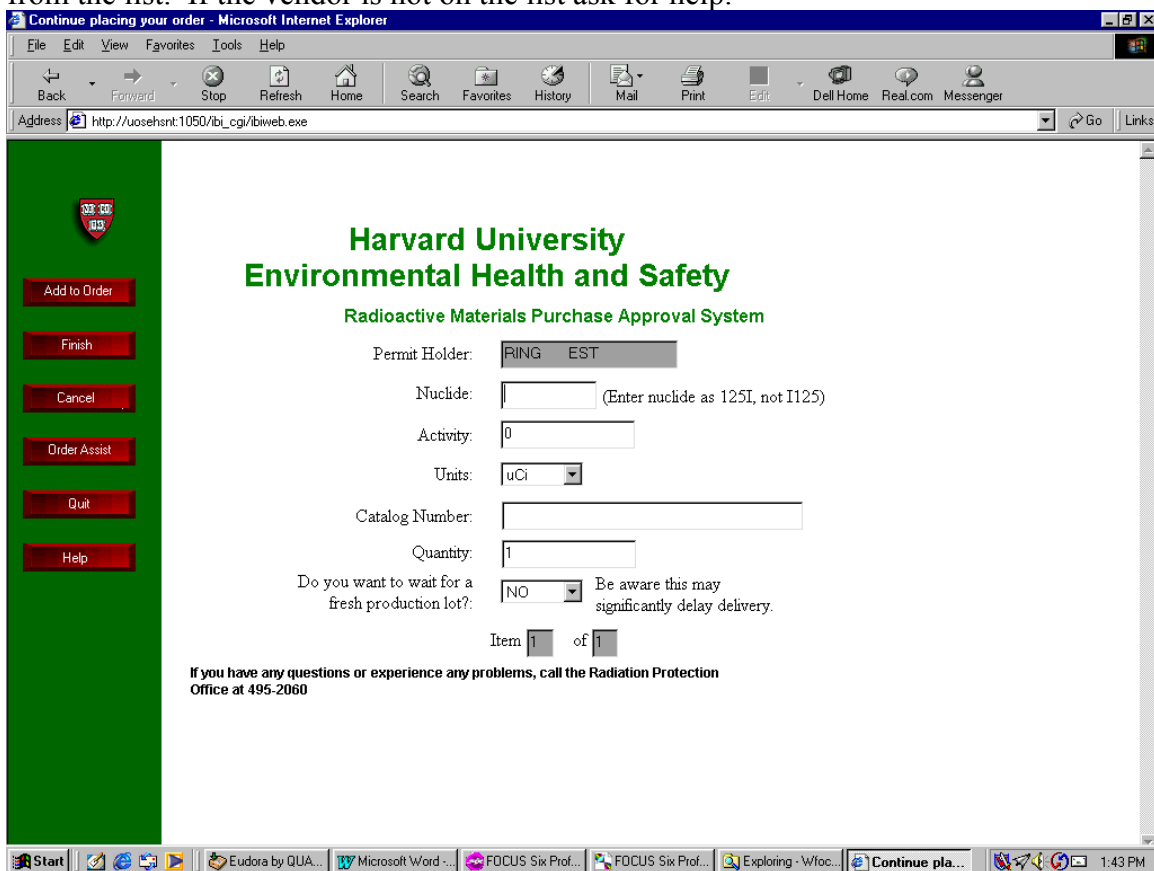 from the list. If the vendor is not on the list ask for help.
Continue placing your order - Microsoft Internet Explorer
File Edit View Favorites Tools Help
Back Forward Stop Refresh Home Search Favorites History Mail Print Edit Dell Home Real.com Messenger
Address http://uosehsnt:1050/ibi_cgi/ibiweb.exe Go Links
Harvard University
Environmental Health and Safety
Radioactive Materials Purchase Approval System
Add to Order
Finish
Cancel
Order Assist
Quit
Help
Permit Holder: RING EST
Nuclide: (Enter nuclide as 125I, not I125)
Activity: 0
Units: uCi
Catalog Number:
Quantity: 1
Do you want to wait for a
fresh production lot?: NO Be aware this may
significantly delay delivery.
Item 1 of 1
If you have any questions or experience any problems, call the Radiation Protection
Office at 495-2060
Start Eudora by QUA... Microsoft Word -... FOCUS Six Prof... FOCUS Six Prof... Exploring - Wfoc... Continue pla... 1:43 PM